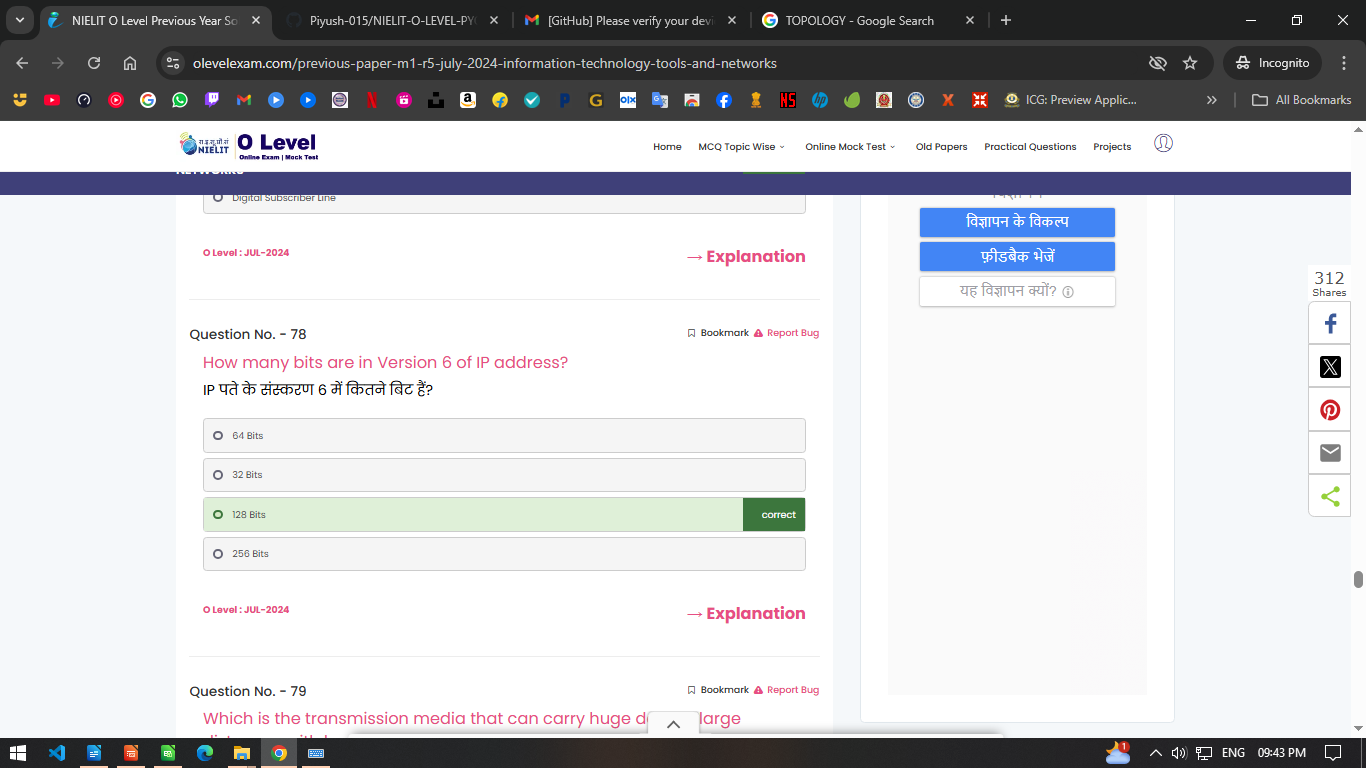 NIELIT O Level Previous Year So
Piyush-015/NIELIT-O-LEVEL-PYQ
[GitHub] Please verify your devi
TOPOLOGY - Google Search
olevelexam.com/previous-paper-m1-r5-july-2024-information-technology-tools-and-networks
Incognito
ICG: Preview Applic...
All Bookmarks
NIELIT
O Level
Online Exam | Mock Test
Home
MCQ Topic Wise
Online Mock Test
Old Papers
Practical Questions
Projects
NETWORKS
Digital Subscriber Line
O Level : JUL-2024
→ Explanation
Question No. - 78
Bookmark
Report Bug
How many bits are in Version 6 of IP address?
IP पते के संस्करण 6 में कितने बिट हैं?
64 Bits
32 Bits
128 Bits
correct
256 Bits
O Level : JUL-2024
→ Explanation
Question No. - 79
Bookmark
Report Bug
Which is the transmission media that can carry huge d large
विज्ञापन के विकल्प
फ़ीडबैक भेजें
यह विज्ञापन क्यों?
312
Shares
1
ENG
09:43 PM